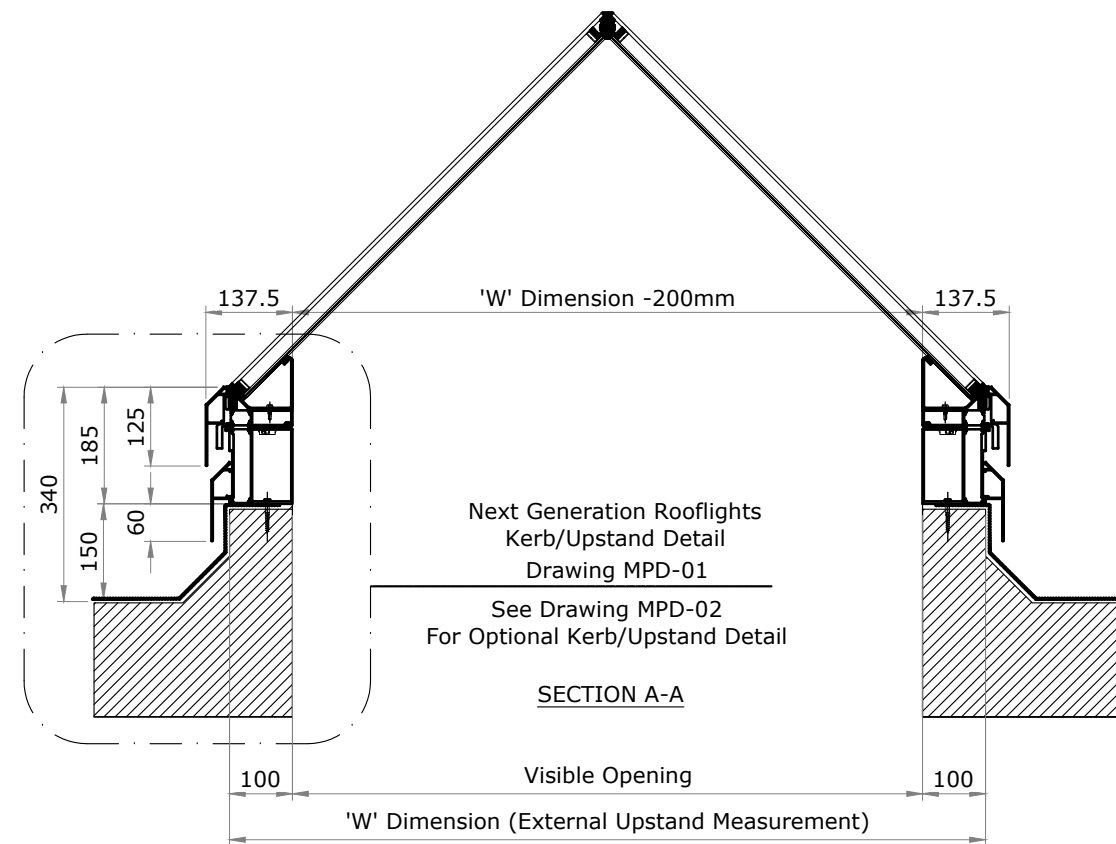 137.5
'W' Dimension -200mm
137.5
340
185
125
60
150
Next Generation Rooflights
Kerb/Upstand Detail
Drawing MPD-01
See Drawing MPD-02
For Optional Kerb/Upstand Detail
SECTION A-A
100
Visible Opening
100
'W' Dimension (External Upstand Measurement)